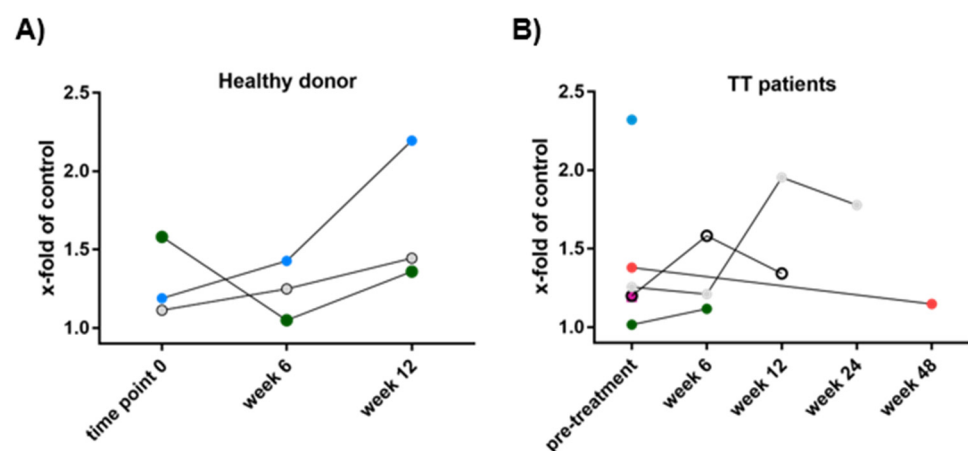 A)
Healthy donor
x-fold of control
2.5
2.0
1.5
1.0
time point 0
week 6
week 12
B)
TT patients
x-fold of control
2.5
2.0
1.5
1.0
pre-treatment
week 6
week 12
week 24
week 48